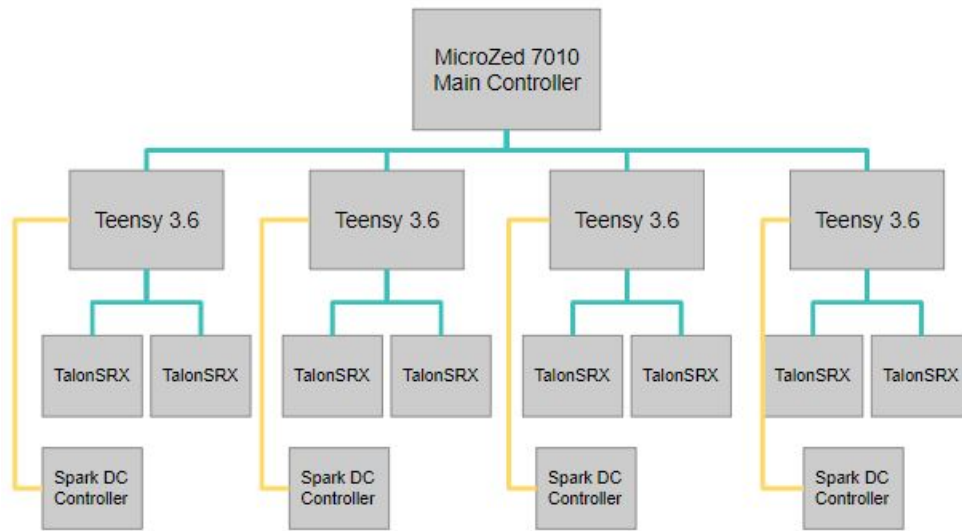 MicroZed 7010
Main Controller
Teensy 3.6
Teensy 3.6
Teensy 3.6
Teensy 3.6
TalonSRX
TalonSRX
TalonSRX
TalonSRX
TalonSRX
TalonSRX
TalonSRX
TalonSRX
Spark DC
Controller
Spark DC
Controller
Spark DC
Controller
Spark DC
Controller